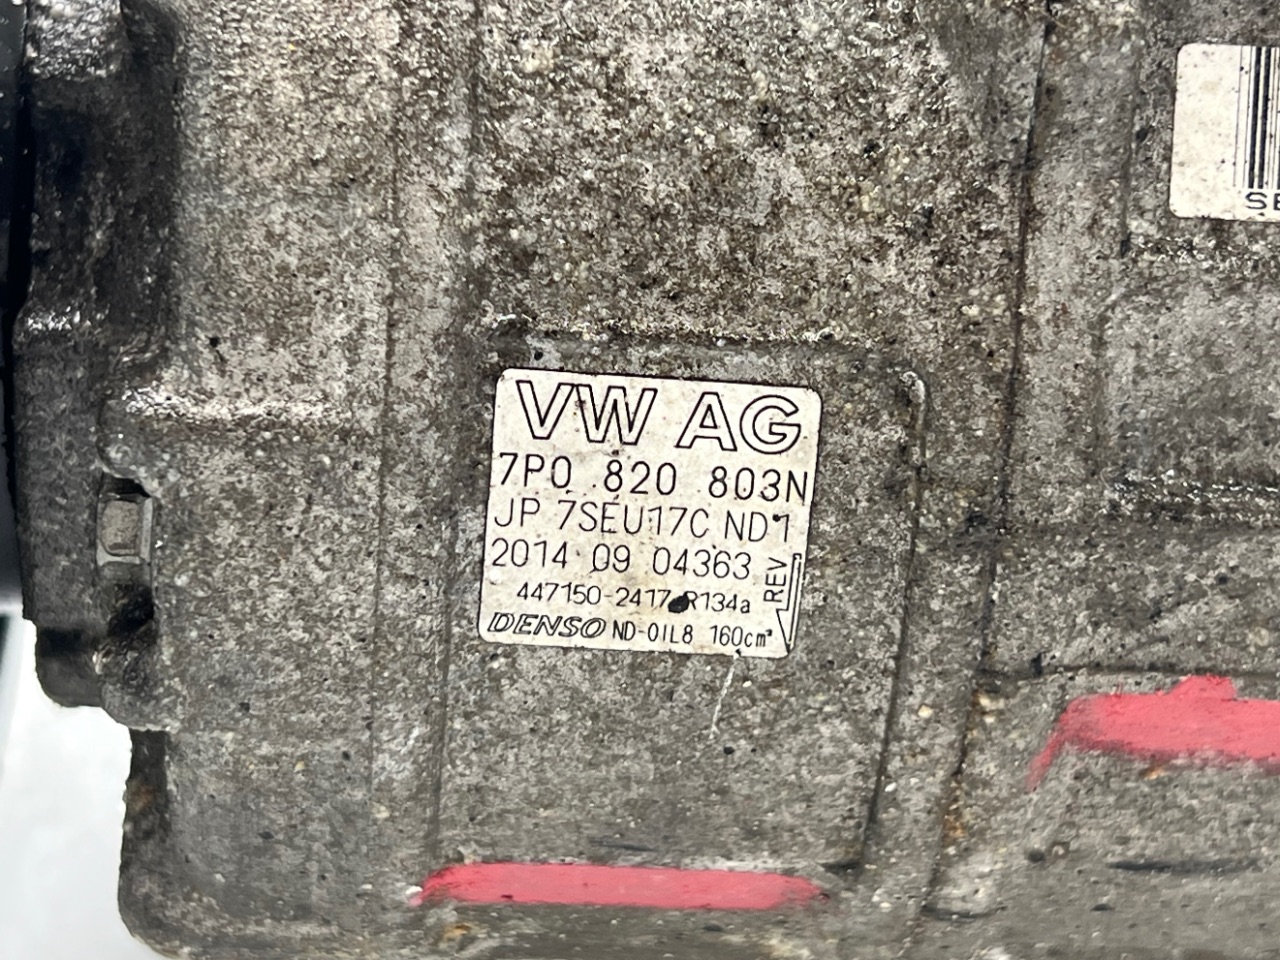 VW AG
7P0 820 803N
JP 7SEU17C ND1
2014 09 04363
447150-2417 R134a
REV
DENSO ND-OIL8 160cm³
SE